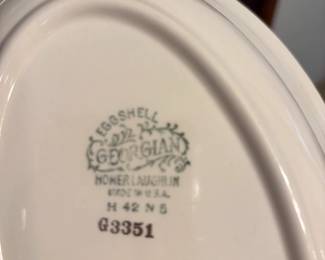 EGGSHELL
GEORGIAN
HOMER LAUGHLIN
MADE IN U.S.A.
H 42 N 5
G3351